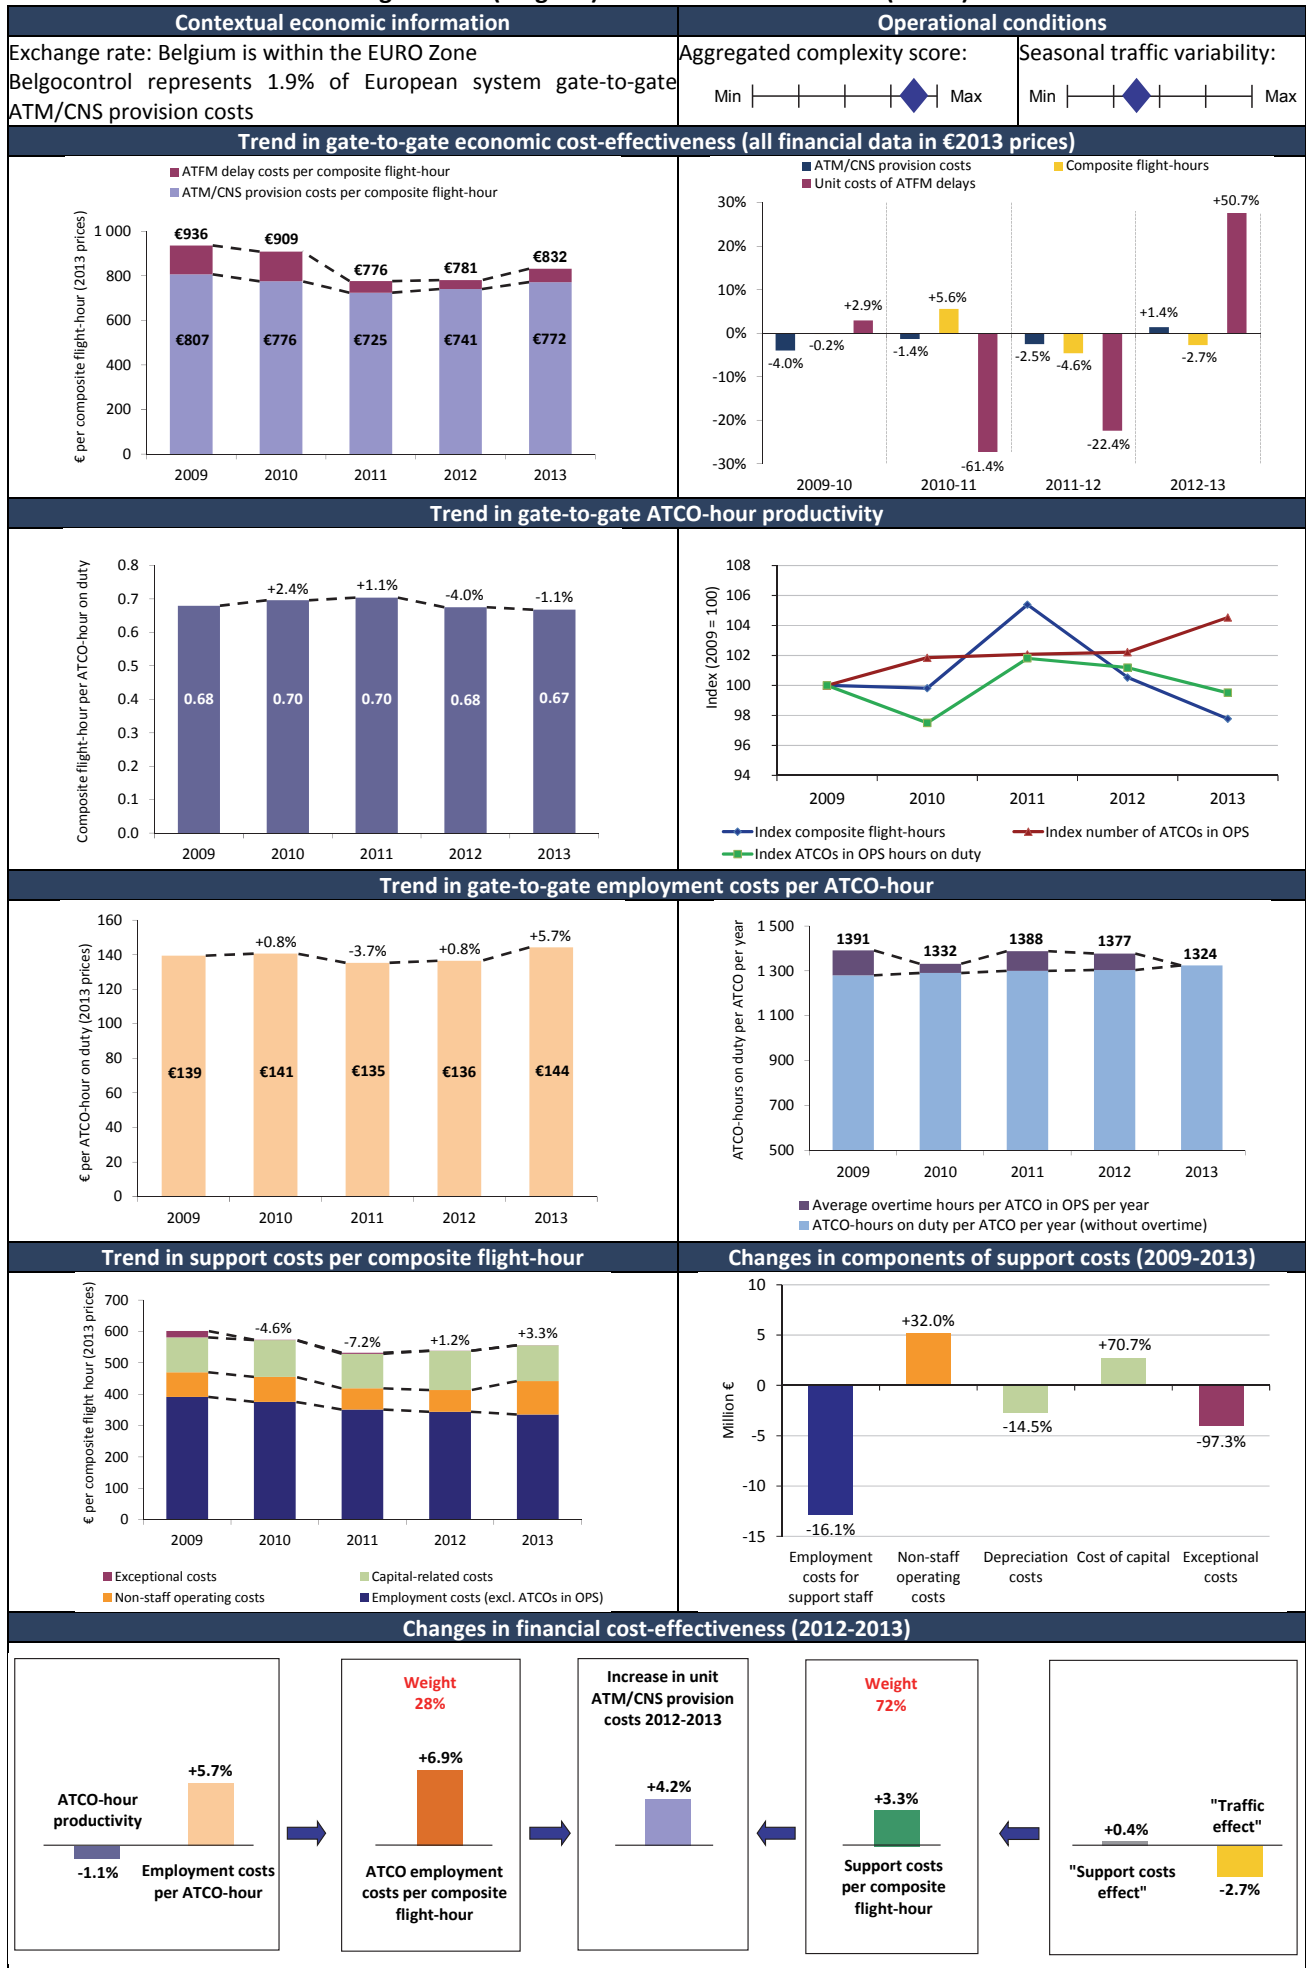 Contextual economic information
Operational conditions
Exchange rate: Belgium is within the EURO Zone
Belgocontrol represents 1.9% of European system gate-to-gate
ATM/CNS provision costs
Aggregated complexity score:
Min
Max
Seasonal traffic variability:
Min
Max
Trend in gate-to-gate economic cost-effectiveness (all financial data in €2013 prices)
ATFM delay costs per composite flight-hour
ATM/CNS provision costs per composite flight-hour
€ per composite flight-hour (2013 prices)
1 000
800
600
400
200
0
€936
€909
€776
€781
€832
€807
€776
€725
€741
€772
2009
2010
2011
2012
2013
ATM/CNS provision costs
Composite flight-hours
Unit costs of ATFM delays
30%
20%
10%
0%
-10%
-20%
-30%
-4.0%
-0.2%
+2.9%
-1.4%
+5.6%
-61.4%
-2.5%
-4.6%
-22.4%
+1.4%
-2.7%
+50.7%
2009-10
2010-11
2011-12
2012-13
Trend in gate-to-gate ATCO-hour productivity
Composite flight-hour per ATCO-hour on duty
0.8
0.7
0.6
0.5
0.4
0.3
0.2
0.1
0.0
+2.4%
+1.1%
-4.0%
-1.1%
0.68
0.70
0.70
0.68
0.67
2009
2010
2011
2012
2013
Index (2009 = 100)
108
106
104
102
100
98
96
94
2009
2010
2011
2012
2013
Index composite flight-hours
Index number of ATCOs in OPS
Index ATCOs in OPS hours on duty
Trend in gate-to-gate employment costs per ATCO-hour
€ per ATCO-hour on duty (2013 prices)
160
140
120
100
80
60
40
20
0
+0.8%
-3.7%
+0.8%
+5.7%
€139
€141
€135
€136
€144
2009
2010
2011
2012
2013
ATCO-hours on duty per ATCO per year
1 500
1300
1 100
900
700
500
1391
1332
1388
1377
1324
2009
2010
2011
2012
2013
Average overtime hours per ATCO in OPS per year
ATCO-hours on duty per ATCO per year (without overtime)
Trend in support costs per composite flight-hour
Changes in components of support costs (2009-2013)
€ per composite flight hour (2013 prices)
700
600
500
400
300
200
100
0
-4.6%
-7.2%
+1.2%
+3.3%
2009
2010
2011
2012
2013
Exceptional costs
Capital-related costs
Non-staff operating costs
Employment costs (excl. ATCOs in OPS)
Million €
10
5
0
-5
-10
-15
-16.1%
+32.0%
-14.5%
+70.7%
-97.3%
Employment
costs for
support staff
Non-staff
operating
costs
Depreciation
costs
Cost of capital
Exceptional
costs
Changes in financial cost-effectiveness (2012-2013)
ATCO-hour
productivity
-1.1%
+5.7%
Employment costs
per ATCO-hour
Weight
28%
+6.9%
ATCO employment
costs per composite
flight-hour
Increase in unit
ATM/CNS provision
costs 2012-2013
+4.2%
Weight
72%
+3.3%
Support costs
per composite
flight-hour
+0.4%
"Support costs
effect"
"Traffic
effect"
-2.7%